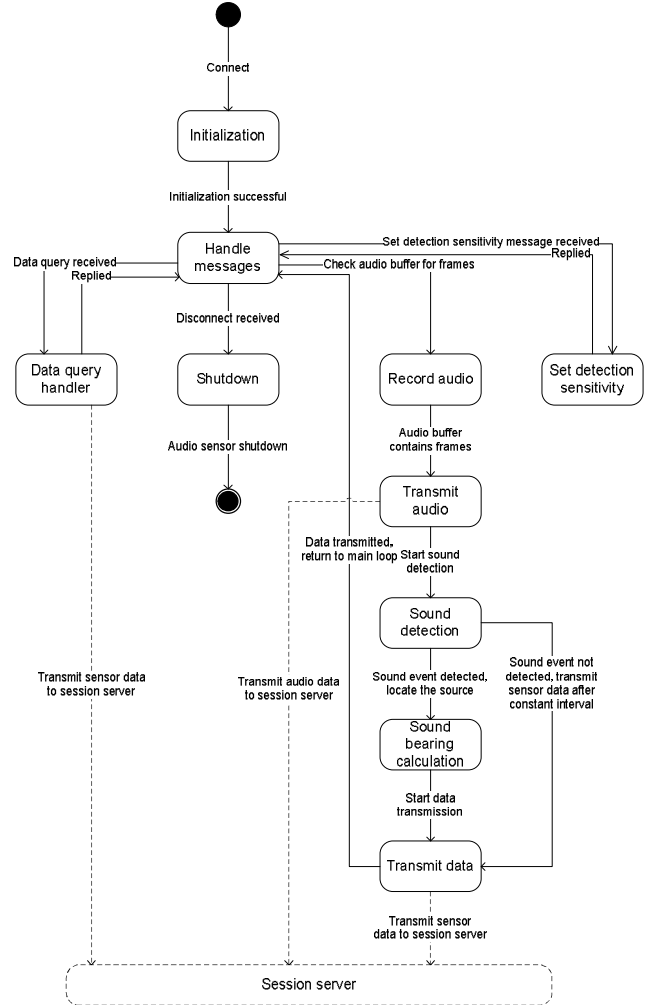 Connect
Initialization
Initialization successful
Handle
messages
Set detection sensitivity message received
Replied
Data query received
Replied
Check audio buffer for frames
Disconnect received
Data query
handler
Shutdown
Record audio
Set detection
sensitivity
Audio sensor shutdown
Audio buffer
contains frames
Transmit
audio
Data transmitted,
return to main loop
Start sound
detection
Sound
detection
Transmit sensor data
to session server
Transmit audio data
to session server
Sound event detected,
locate the source
Sound event not
detected, transmit
sensor data after
constant interval
Sound
bearing
calculation
Start data
transmission
Transmit data
Transmit sensor
data to session server
Session server